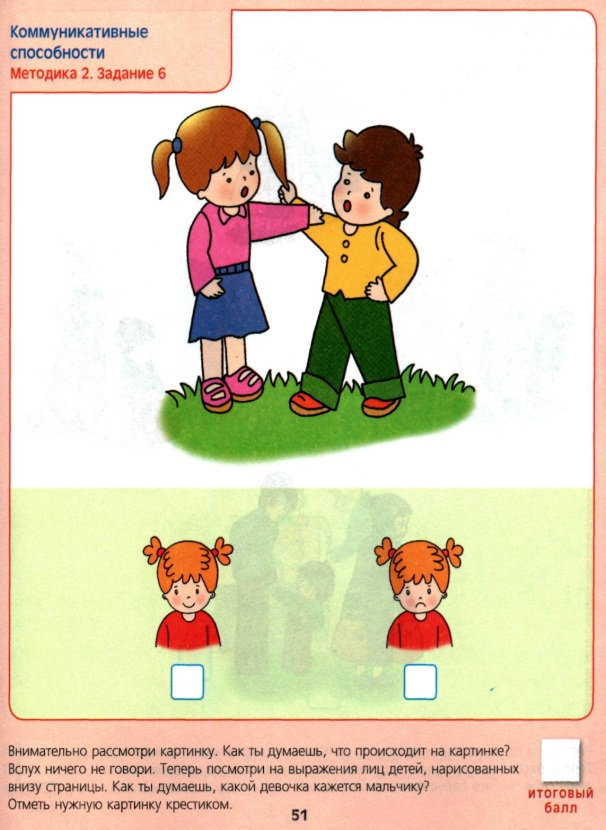 Коммуникативные
способности
Методика 2. Задание 6
Внимательно рассмотри картинку. Как ты думаешь, что происходит на картинке?
Вслух ничего не говори. Теперь посмотри на выражения лиц детей, нарисованных
внизу страницы. Как ты думаешь, какой девочка кажется мальчику?
Отметь нужную картинку крестиком.
итоговый
балл
51